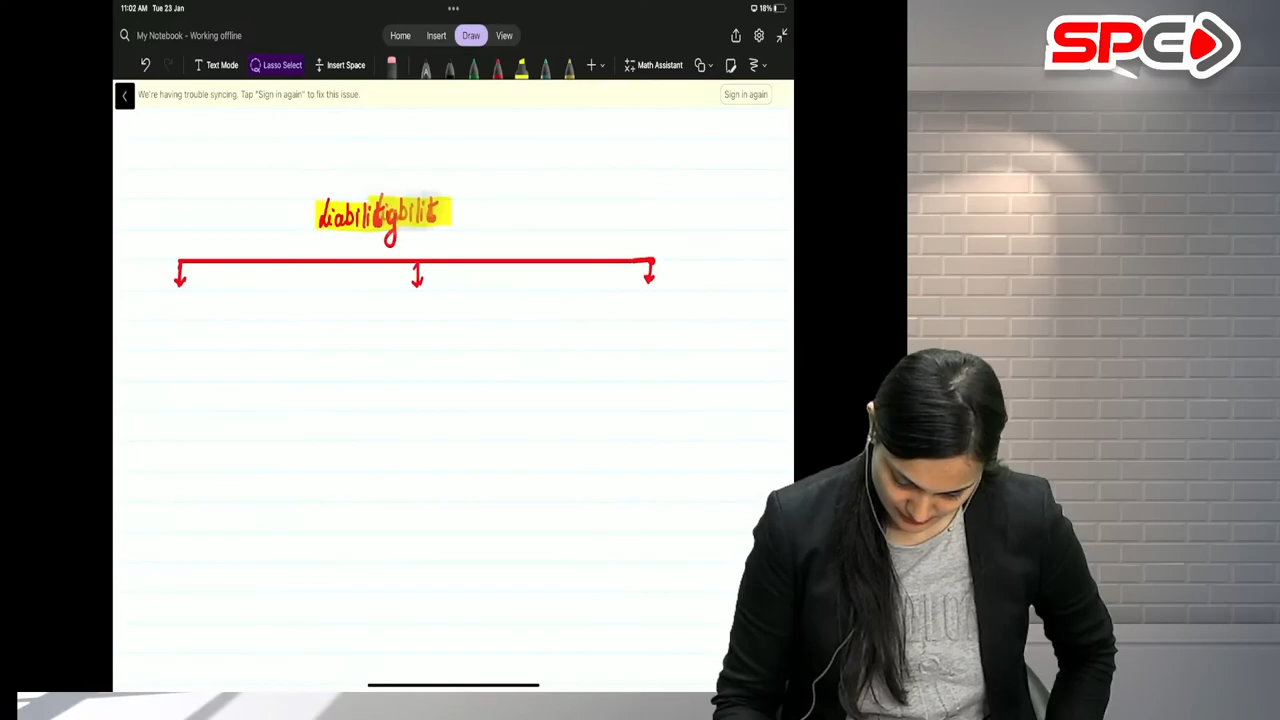 11:02 AM Tue 23 Jan
18%
My Notebook - Working offline
Home Insert Draw View
Text Mode Lasso Select Insert Space Math Assistant
We're having trouble syncing. Tap "Sign in again" to fix this issue.
Sign in again
SPE
Liability